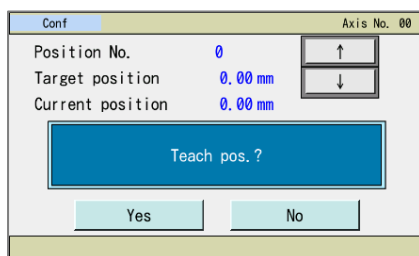 Conf Axis No. 00
Position No. 0 ↑
Target position 0.00 mm ↓
Current position 0.00 mm
Teach pos.?
Yes No